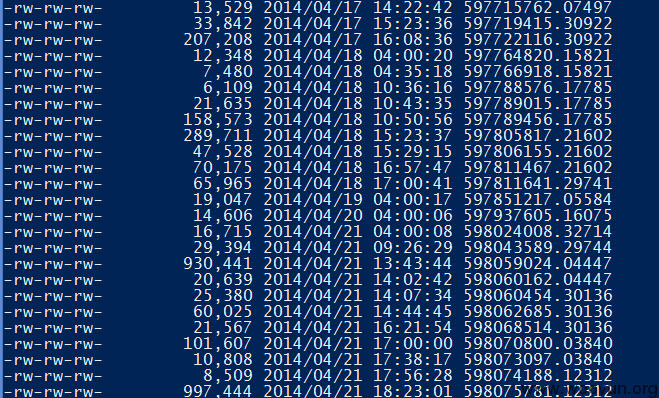 -rw-rw-rw- 13,529 2014/04/17 14:22:42 597715762.07497
-rw-rw-rw- 33,842 2014/04/17 15:23:36 597719415.30922
-rw-rw-rw- 207,208 2014/04/17 16:08:36 597722116.30922
-rw-rw-rw- 12,348 2014/04/18 04:00:20 597764820.15821
-rw-rw-rw- 7,480 2014/04/18 04:35:18 597766918.15821
-rw-rw-rw- 6,109 2014/04/18 10:36:16 597788576.17785
-rw-rw-rw- 21,635 2014/04/18 10:43:35 597789015.17785
-rw-rw-rw- 158,573 2014/04/18 10:50:56 597789456.17785
-rw-rw-rw- 289,711 2014/04/18 15:23:37 597805817.21602
-rw-rw-rw- 47,528 2014/04/18 15:29:15 597806155.21602
-rw-rw-rw- 70,175 2014/04/18 16:57:47 597811467.21602
-rw-rw-rw- 65,965 2014/04/18 17:00:41 597811641.29741
-rw-rw-rw- 19,047 2014/04/19 04:00:17 597851217.05584
-rw-rw-rw- 14,606 2014/04/20 04:00:06 597937605.16075
-rw-rw-rw- 16,715 2014/04/21 04:00:08 598024008.32714
-rw-rw-rw- 29,394 2014/04/21 09:26:29 598043589.29744
-rw-rw-rw- 930,441 2014/04/21 13:43:44 598059024.04447
-rw-rw-rw- 20,639 2014/04/21 14:02:42 598060162.04447
-rw-rw-rw- 25,380 2014/04/21 14:07:34 598060454.30136
-rw-rw-rw- 60,025 2014/04/21 14:44:45 598062685.30136
-rw-rw-rw- 21,567 2014/04/21 16:21:54 598068514.30136
-rw-rw-rw- 101,607 2014/04/21 17:00:00 598070800.03840
-rw-rw-rw- 10,808 2014/04/21 17:38:17 598073097.03840
-rw-rw-rw- 8,509 2014/04/21 17:56:28 598074188.12312
-rw-rw-rw- 997,444 2014/04/21 18:23:01 598075781.12312